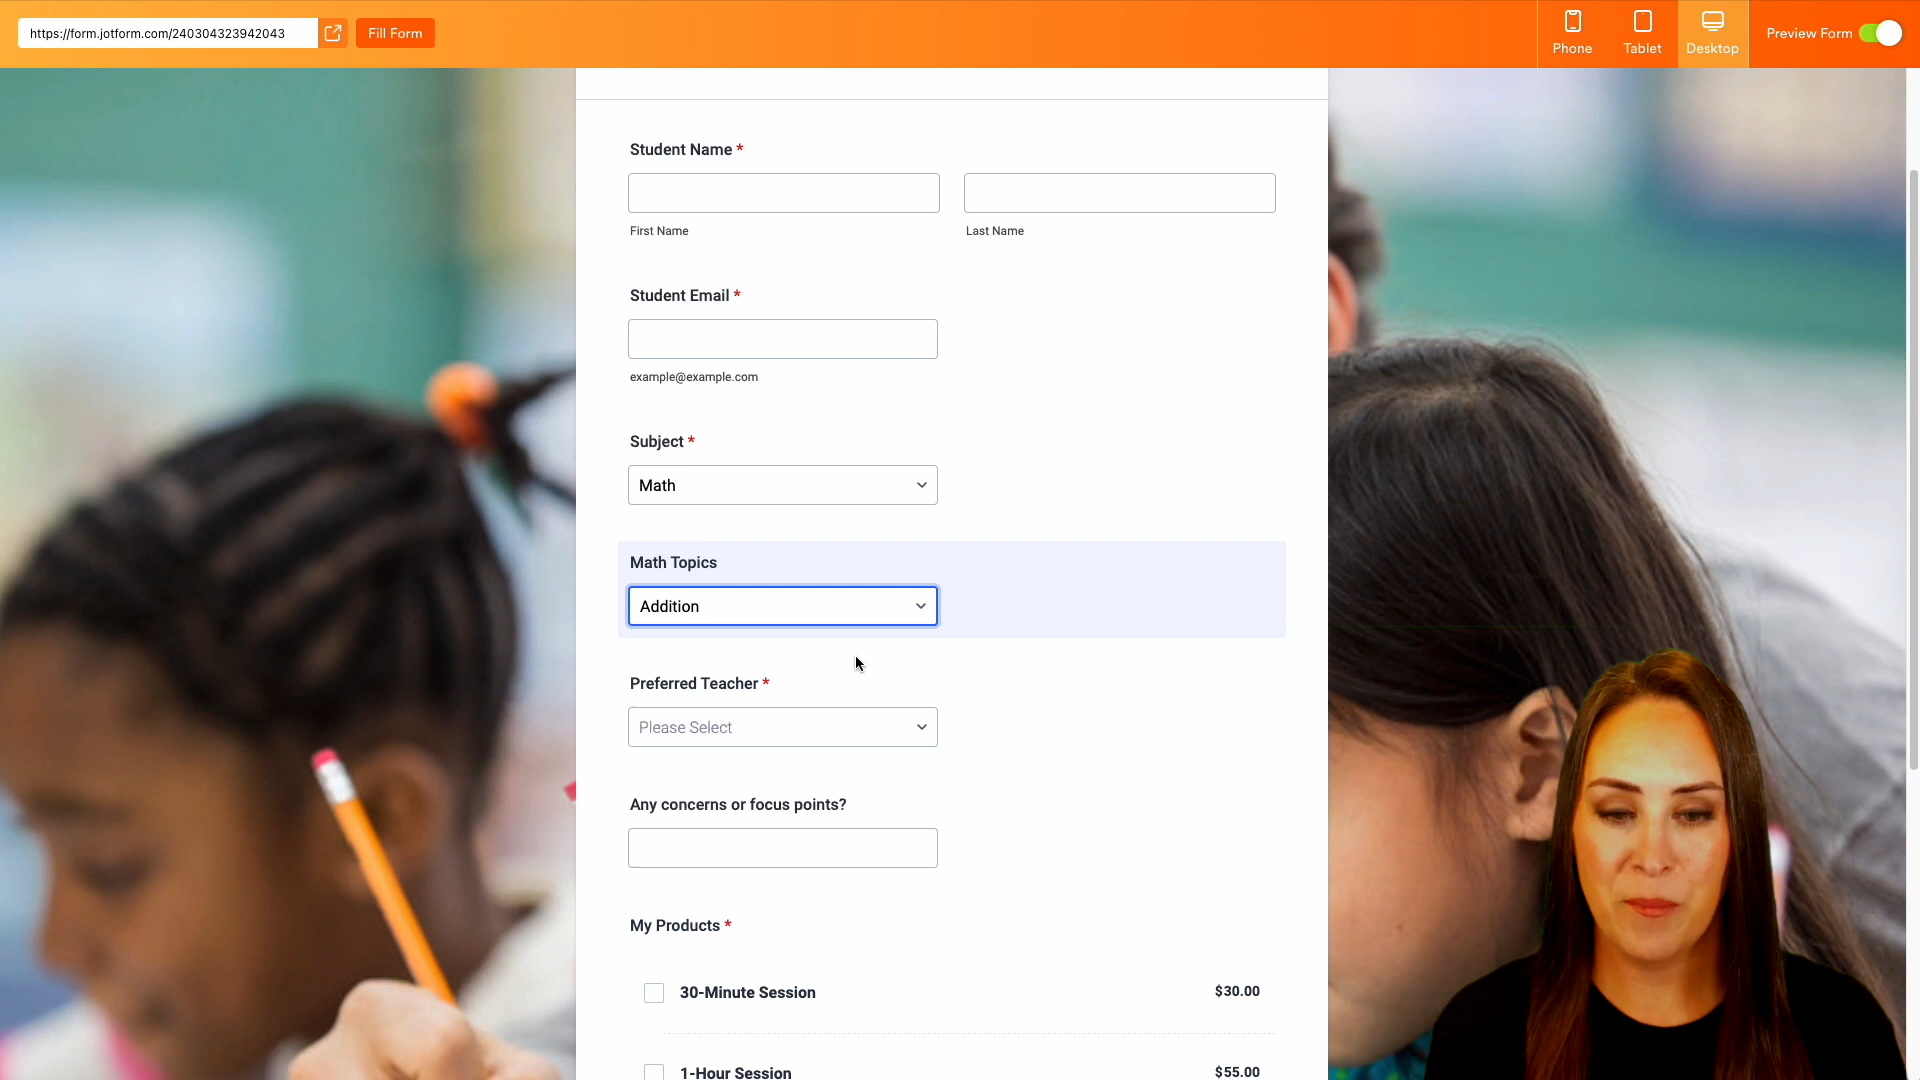 https://form.jotform.com/240304323942043
Fill Form
Phone
Tablet
Desktop
Preview Form
Student Name *
First Name
Last Name
Student Email *
example@example.com
Subject *
Math
Math Topics
Addition
Preferred Teacher *
Please Select
Any concerns or focus points?
My Products *
30-Minute Session $30.00
1-Hour Session $55.00